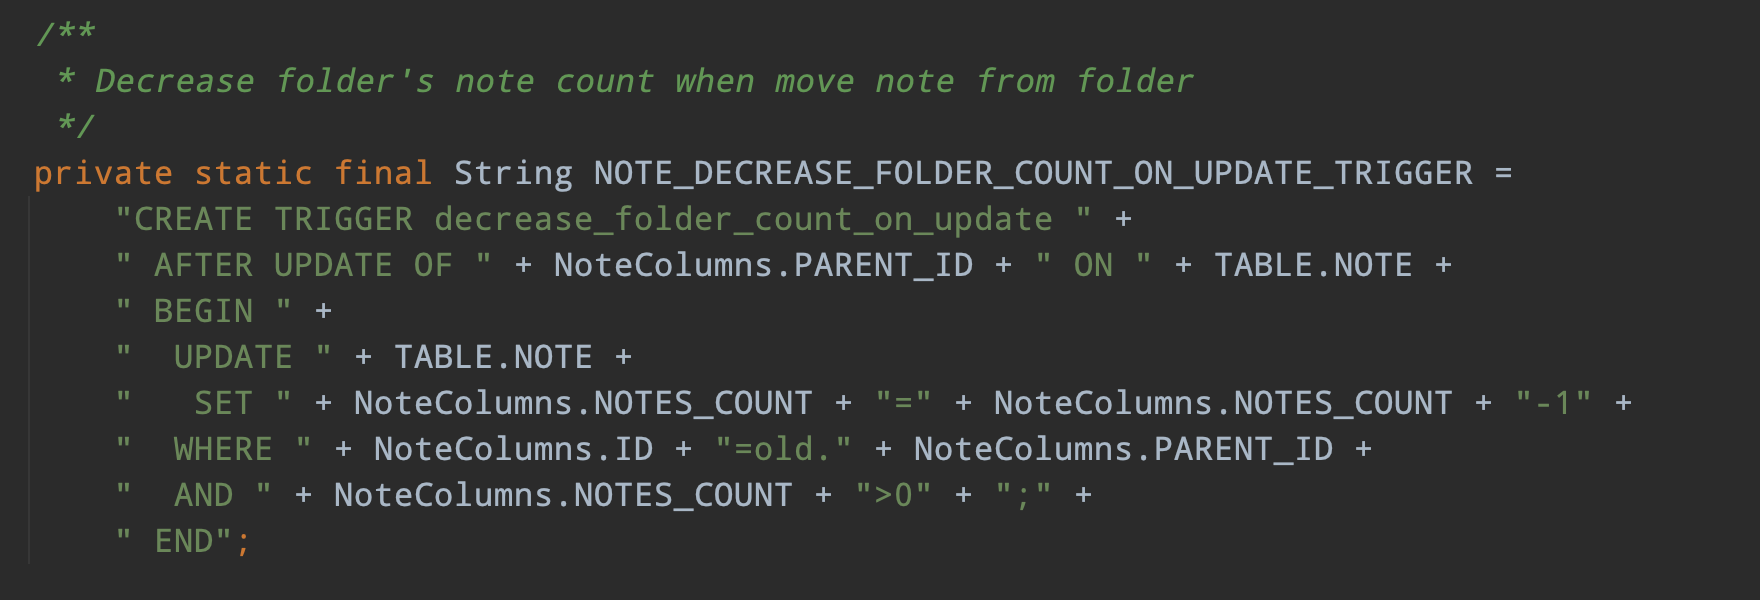 /**
 * Decrease folder's note count when move note from folder
 */
private static final String NOTE_DECREASE_FOLDER_COUNT_ON_UPDATE_TRIGGER =
    "CREATE TRIGGER decrease_folder_count_on_update " +
    " AFTER UPDATE OF " + NoteColumns.PARENT_ID + " ON " + TABLE.NOTE +
    " BEGIN " +
    "  UPDATE " + TABLE.NOTE +
    "   SET " + NoteColumns.NOTES_COUNT + "=" + NoteColumns.NOTES_COUNT + "-1" +
    "  WHERE " + NoteColumns.ID + "=old." + NoteColumns.PARENT_ID +
    "  AND " + NoteColumns.NOTES_COUNT + ">0" + ";" +
    " END";